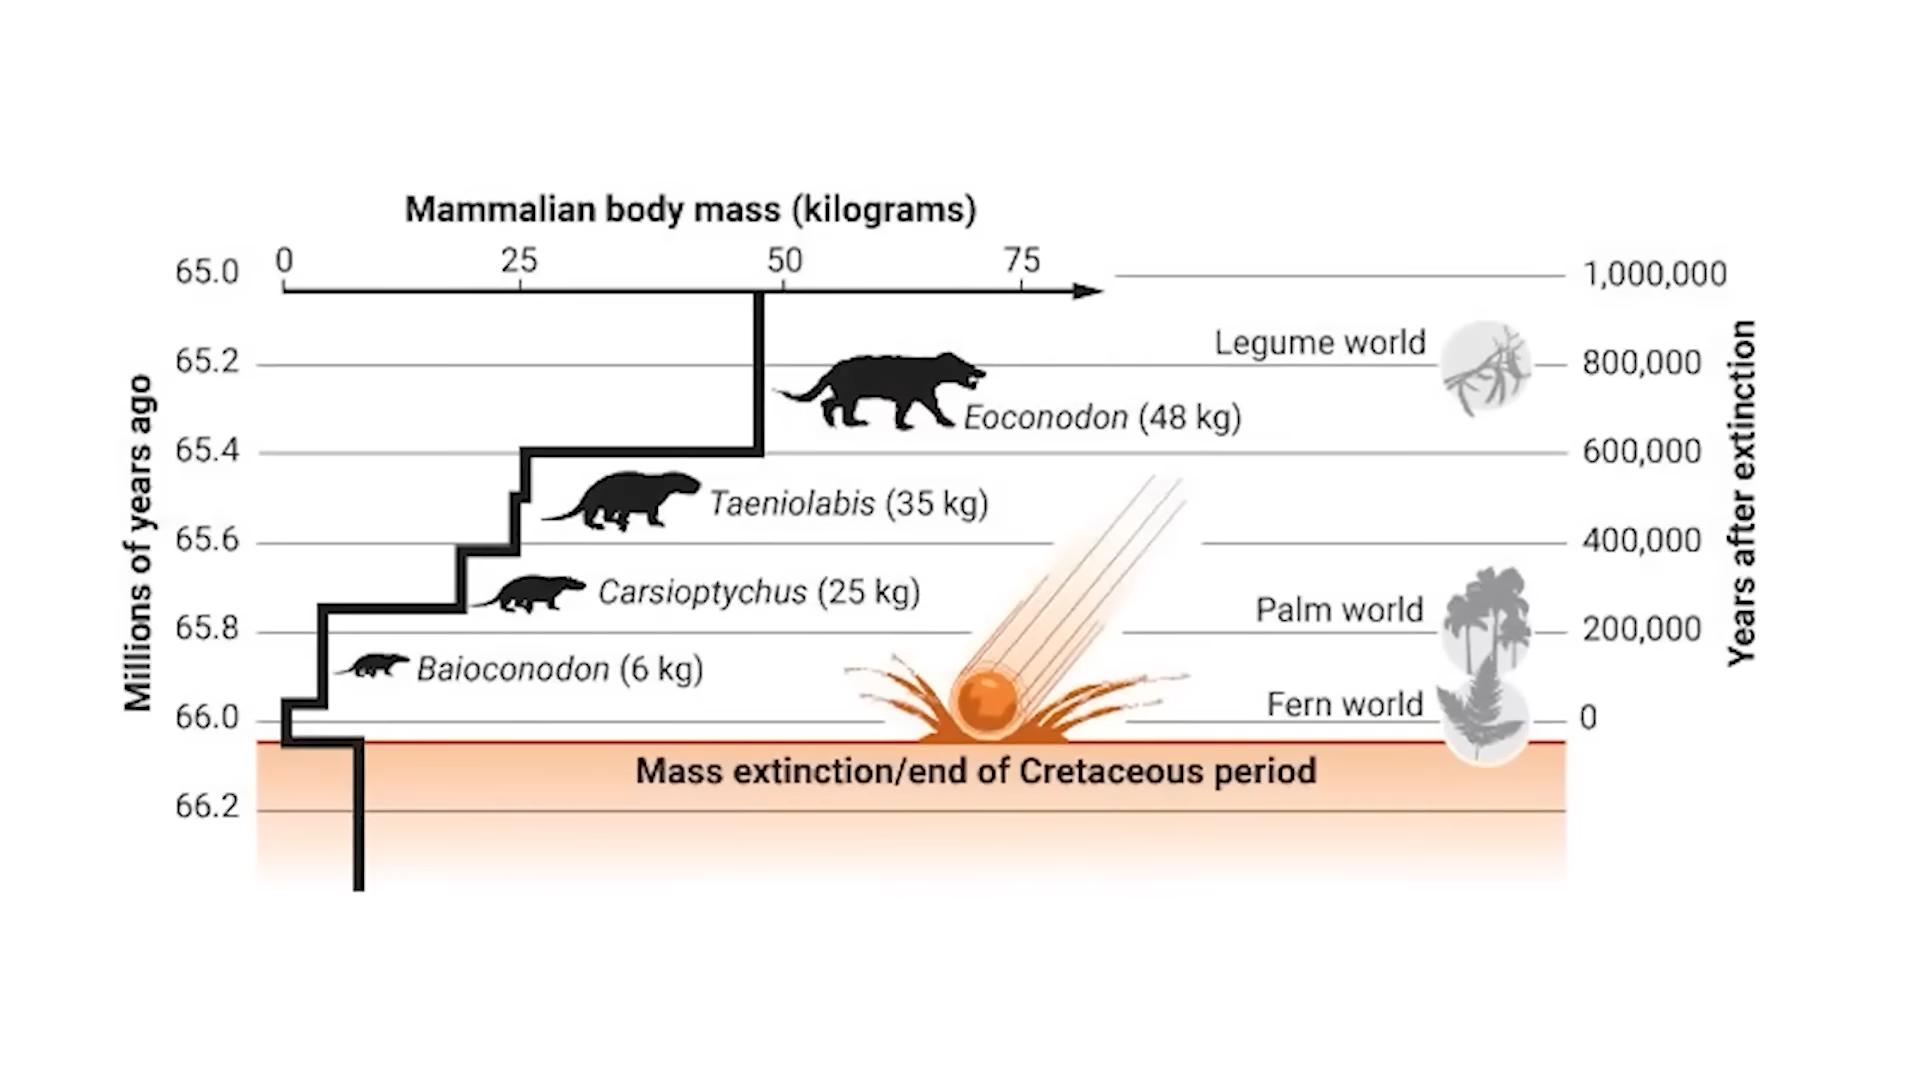 Mammalian body mass (kilograms)
0 25 50 75
65.0 1,000,000
Legume world
65.2 800,000
Eoconodon (48 kg)
65.4 600,000
Taeniolabis (35 kg)
65.6 400,000
Carsioptychus (25 kg)
Palm world
65.8 200,000
Baioconodon (6 kg)
Fern world
66.0 0
Mass extinction/end of Cretaceous period
66.2
Millions of years ago
Years after extinction